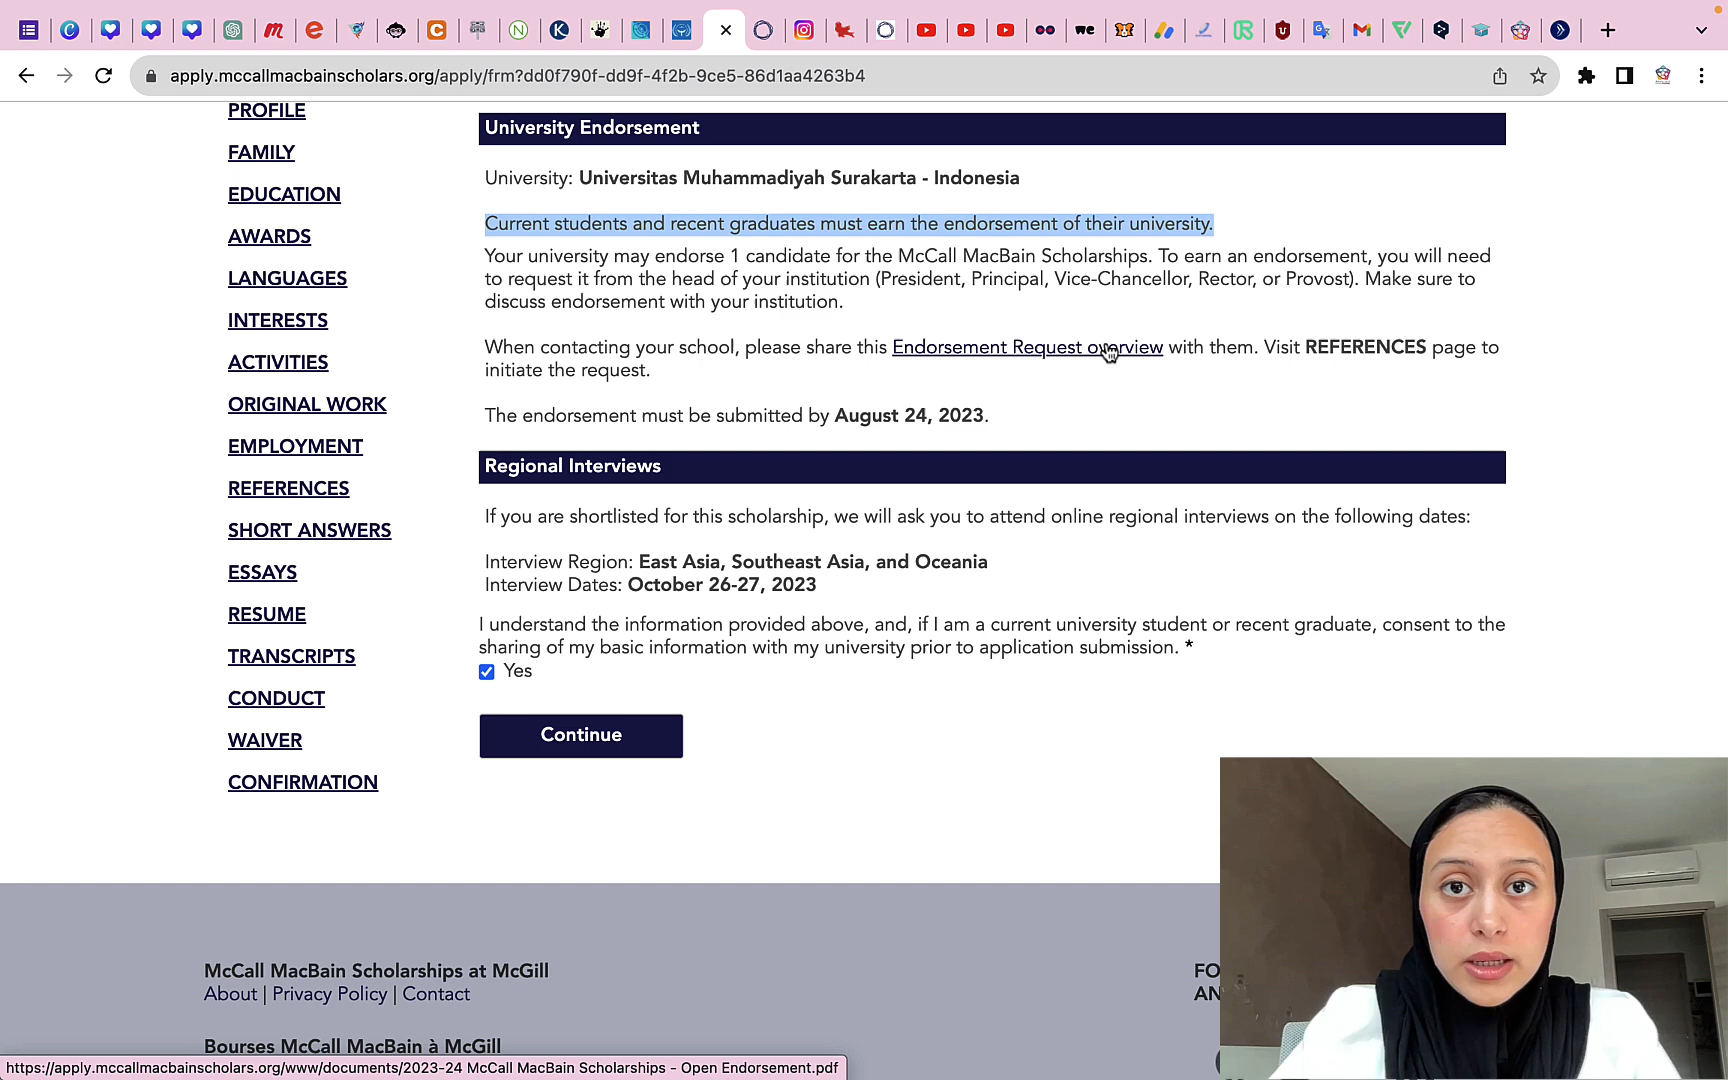 apply.mccallmacbainscholars.org/apply/frm?dd0f790f-dd9f-4f2b-9ce5-86d1aa4263b4
PROFILE
FAMILY
EDUCATION
AWARDS
LANGUAGES
INTERESTS
ACTIVITIES
ORIGINAL WORK
EMPLOYMENT
REFERENCES
SHORT ANSWERS
ESSAYS
RESUME
TRANSCRIPTS
CONDUCT
WAIVER
CONFIRMATION
University Endorsement
University: Universitas Muhammadiyah Surakarta - Indonesia
Current students and recent graduates must earn the endorsement of their university.
Your university may endorse 1 candidate for the McCall MacBain Scholarships. To earn an endorsement, you will need
to request it from the head of your institution (President, Principal, Vice-Chancellor, Rector, or Provost). Make sure to
discuss endorsement with your institution.
When contacting your school, please share this Endorsement Request overview with them. Visit REFERENCES page to
initiate the request.
The endorsement must be submitted by August 24, 2023.
Regional Interviews
If you are shortlisted for this scholarship, we will ask you to attend online regional interviews on the following dates:
Interview Region: East Asia, Southeast Asia, and Oceania
Interview Dates: October 26-27, 2023
I understand the information provided above, and, if I am a current university student or recent graduate, consent to the
sharing of my basic information with my university prior to application submission. *
Yes
Continue
McCall MacBain Scholarships at McGill
About | Privacy Policy | Contact
FO
AN
Bourses McCall MacBain à McGill
https://apply.mccallmacbainscholars.org/www/documents/2023-24 McCall MacBain Scholarships - Open Endorsement.pdf